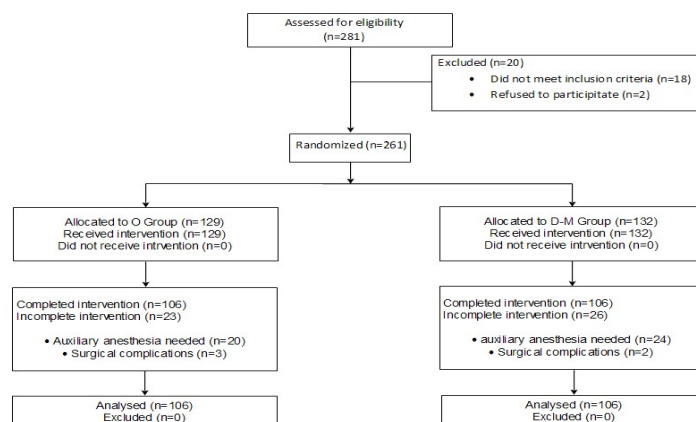 Assessed for eligibility
(n=281)
Excluded (n=20)
• Did not meet inclusion criteria (n=18)
• Refused to participitate (n=2)
Randomized (n=261)
Allocated to O Group (n=129)
Received intervention (n=129)
Did not receive intrvention (n=0)
Allocated to D-M Group (n=132)
Received intervention (n=132)
Did not receive intrvention (n=0)
Completed intervention (n=106)
Incomplete intervention (n=23)
• Auxiliary anesthesia needed (n=20)
• Surgical complications (n=3)
Completed intervention (n=106)
Incomplete intervention (n=26)
• auxiliary anesthesia needed (n=24)
• Surgical complications (n=2)
Analysed (n=106)
Excluded (n=0)
Analysed (n=106)
Excluded (n=0)